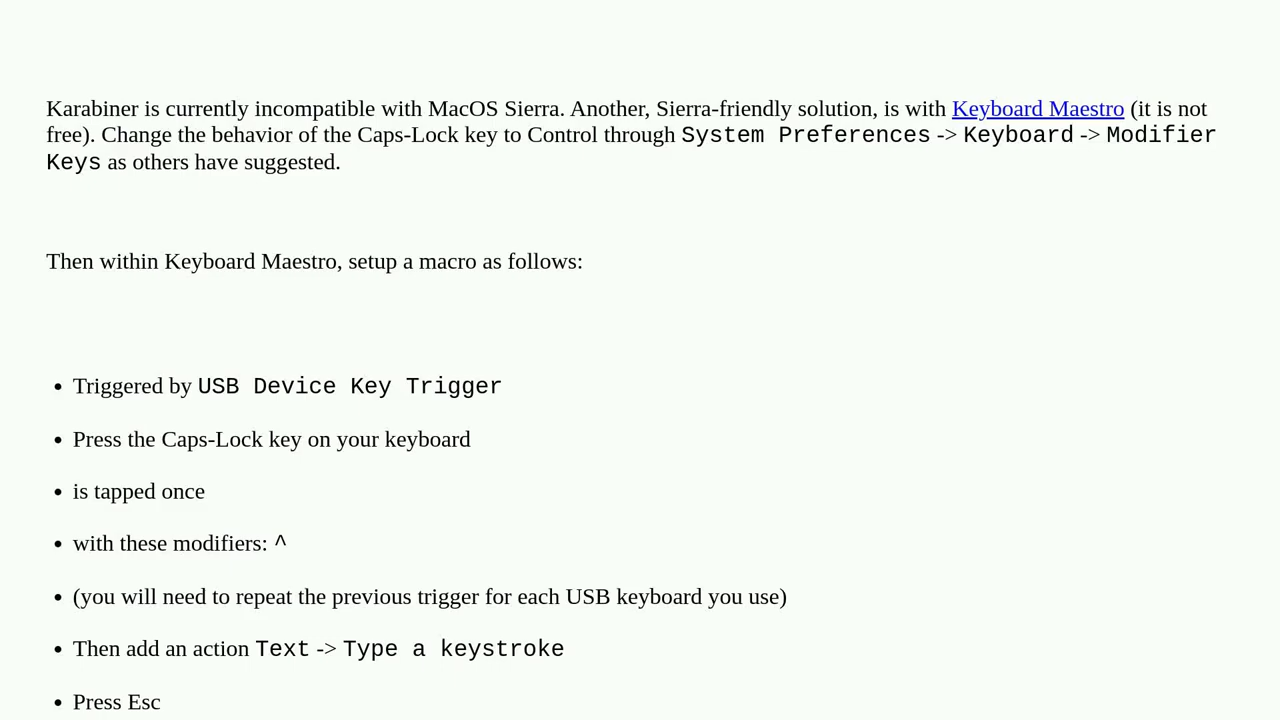 Karabiner is currently incompatible with MacOS Sierra. Another, Sierra-friendly solution, is with Keyboard Maestro (it is not
free). Change the behavior of the Caps-Lock key to Control through System Preferences -> Keyboard -> Modifier
Keys as others have suggested.
Then within Keyboard Maestro, setup a macro as follows:
• Triggered by USB Device Key Trigger
• Press the Caps-Lock key on your keyboard
• is tapped once
• with these modifiers: ^
• (you will need to repeat the previous trigger for each USB keyboard you use)
• Then add an action Text -> Type a keystroke
• Press Esc